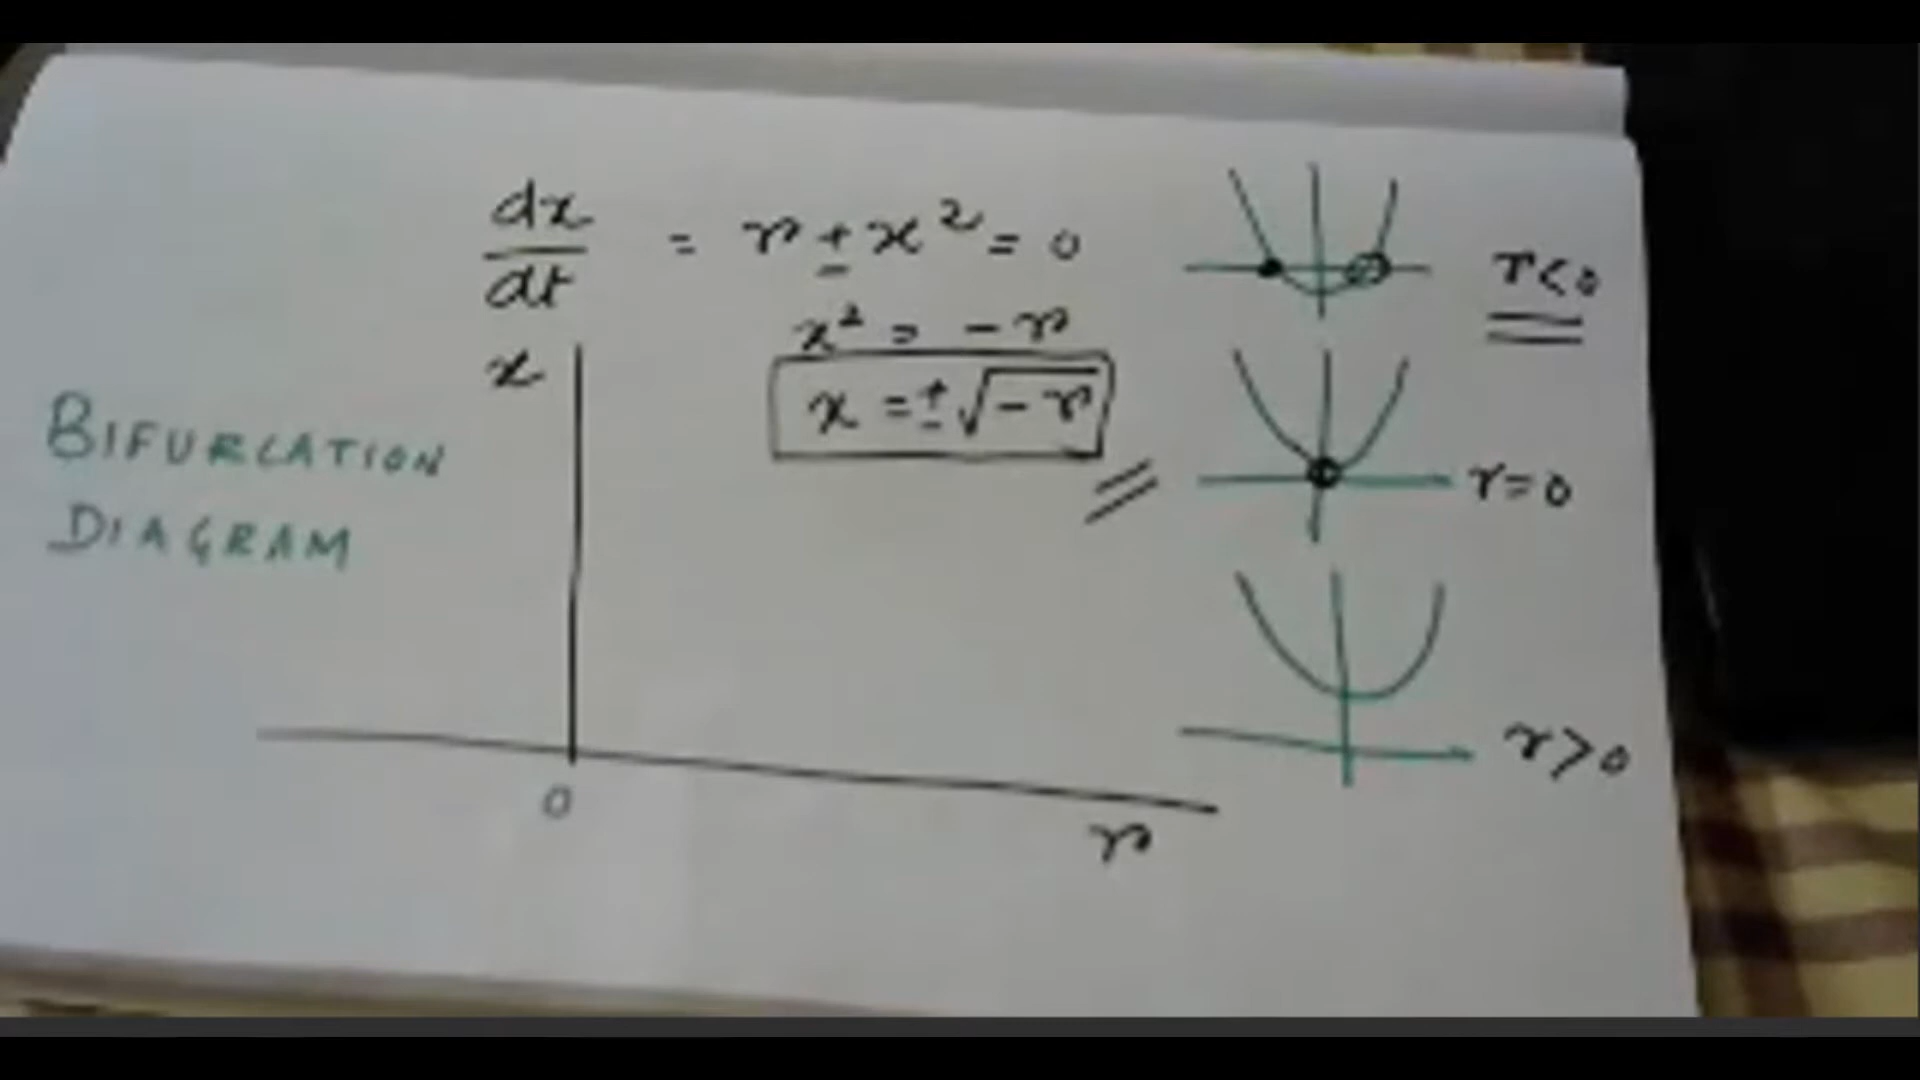 dx/dt = r + x² = 0
x² = -r
x = ±√-r
x
BIFURCATION
DIAGRAM
0
r
r<0
r=0
r>0